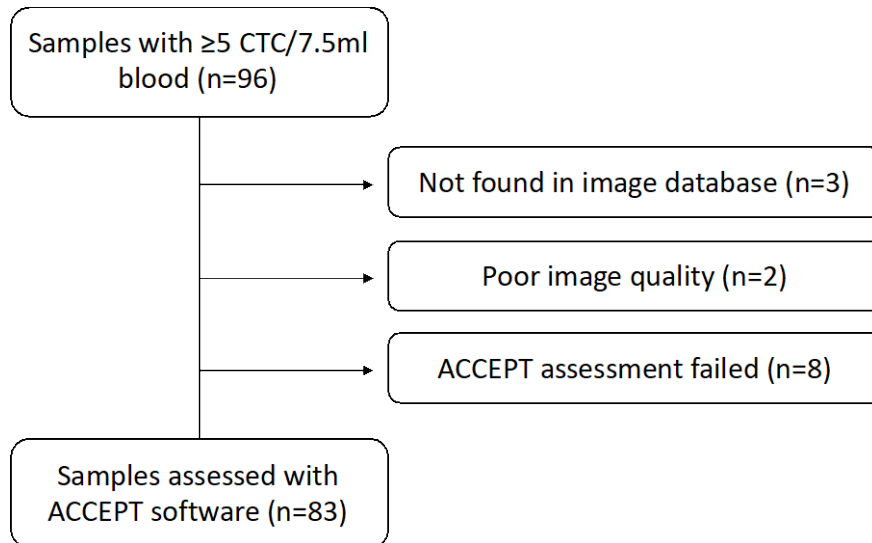 Samples with ≥5 CTC/7.5ml
blood (n=96)
Not found in image database (n=3)
Poor image quality (n=2)
ACCEPT assessment failed (n=8)
Samples assessed with
ACCEPT software (n=83)